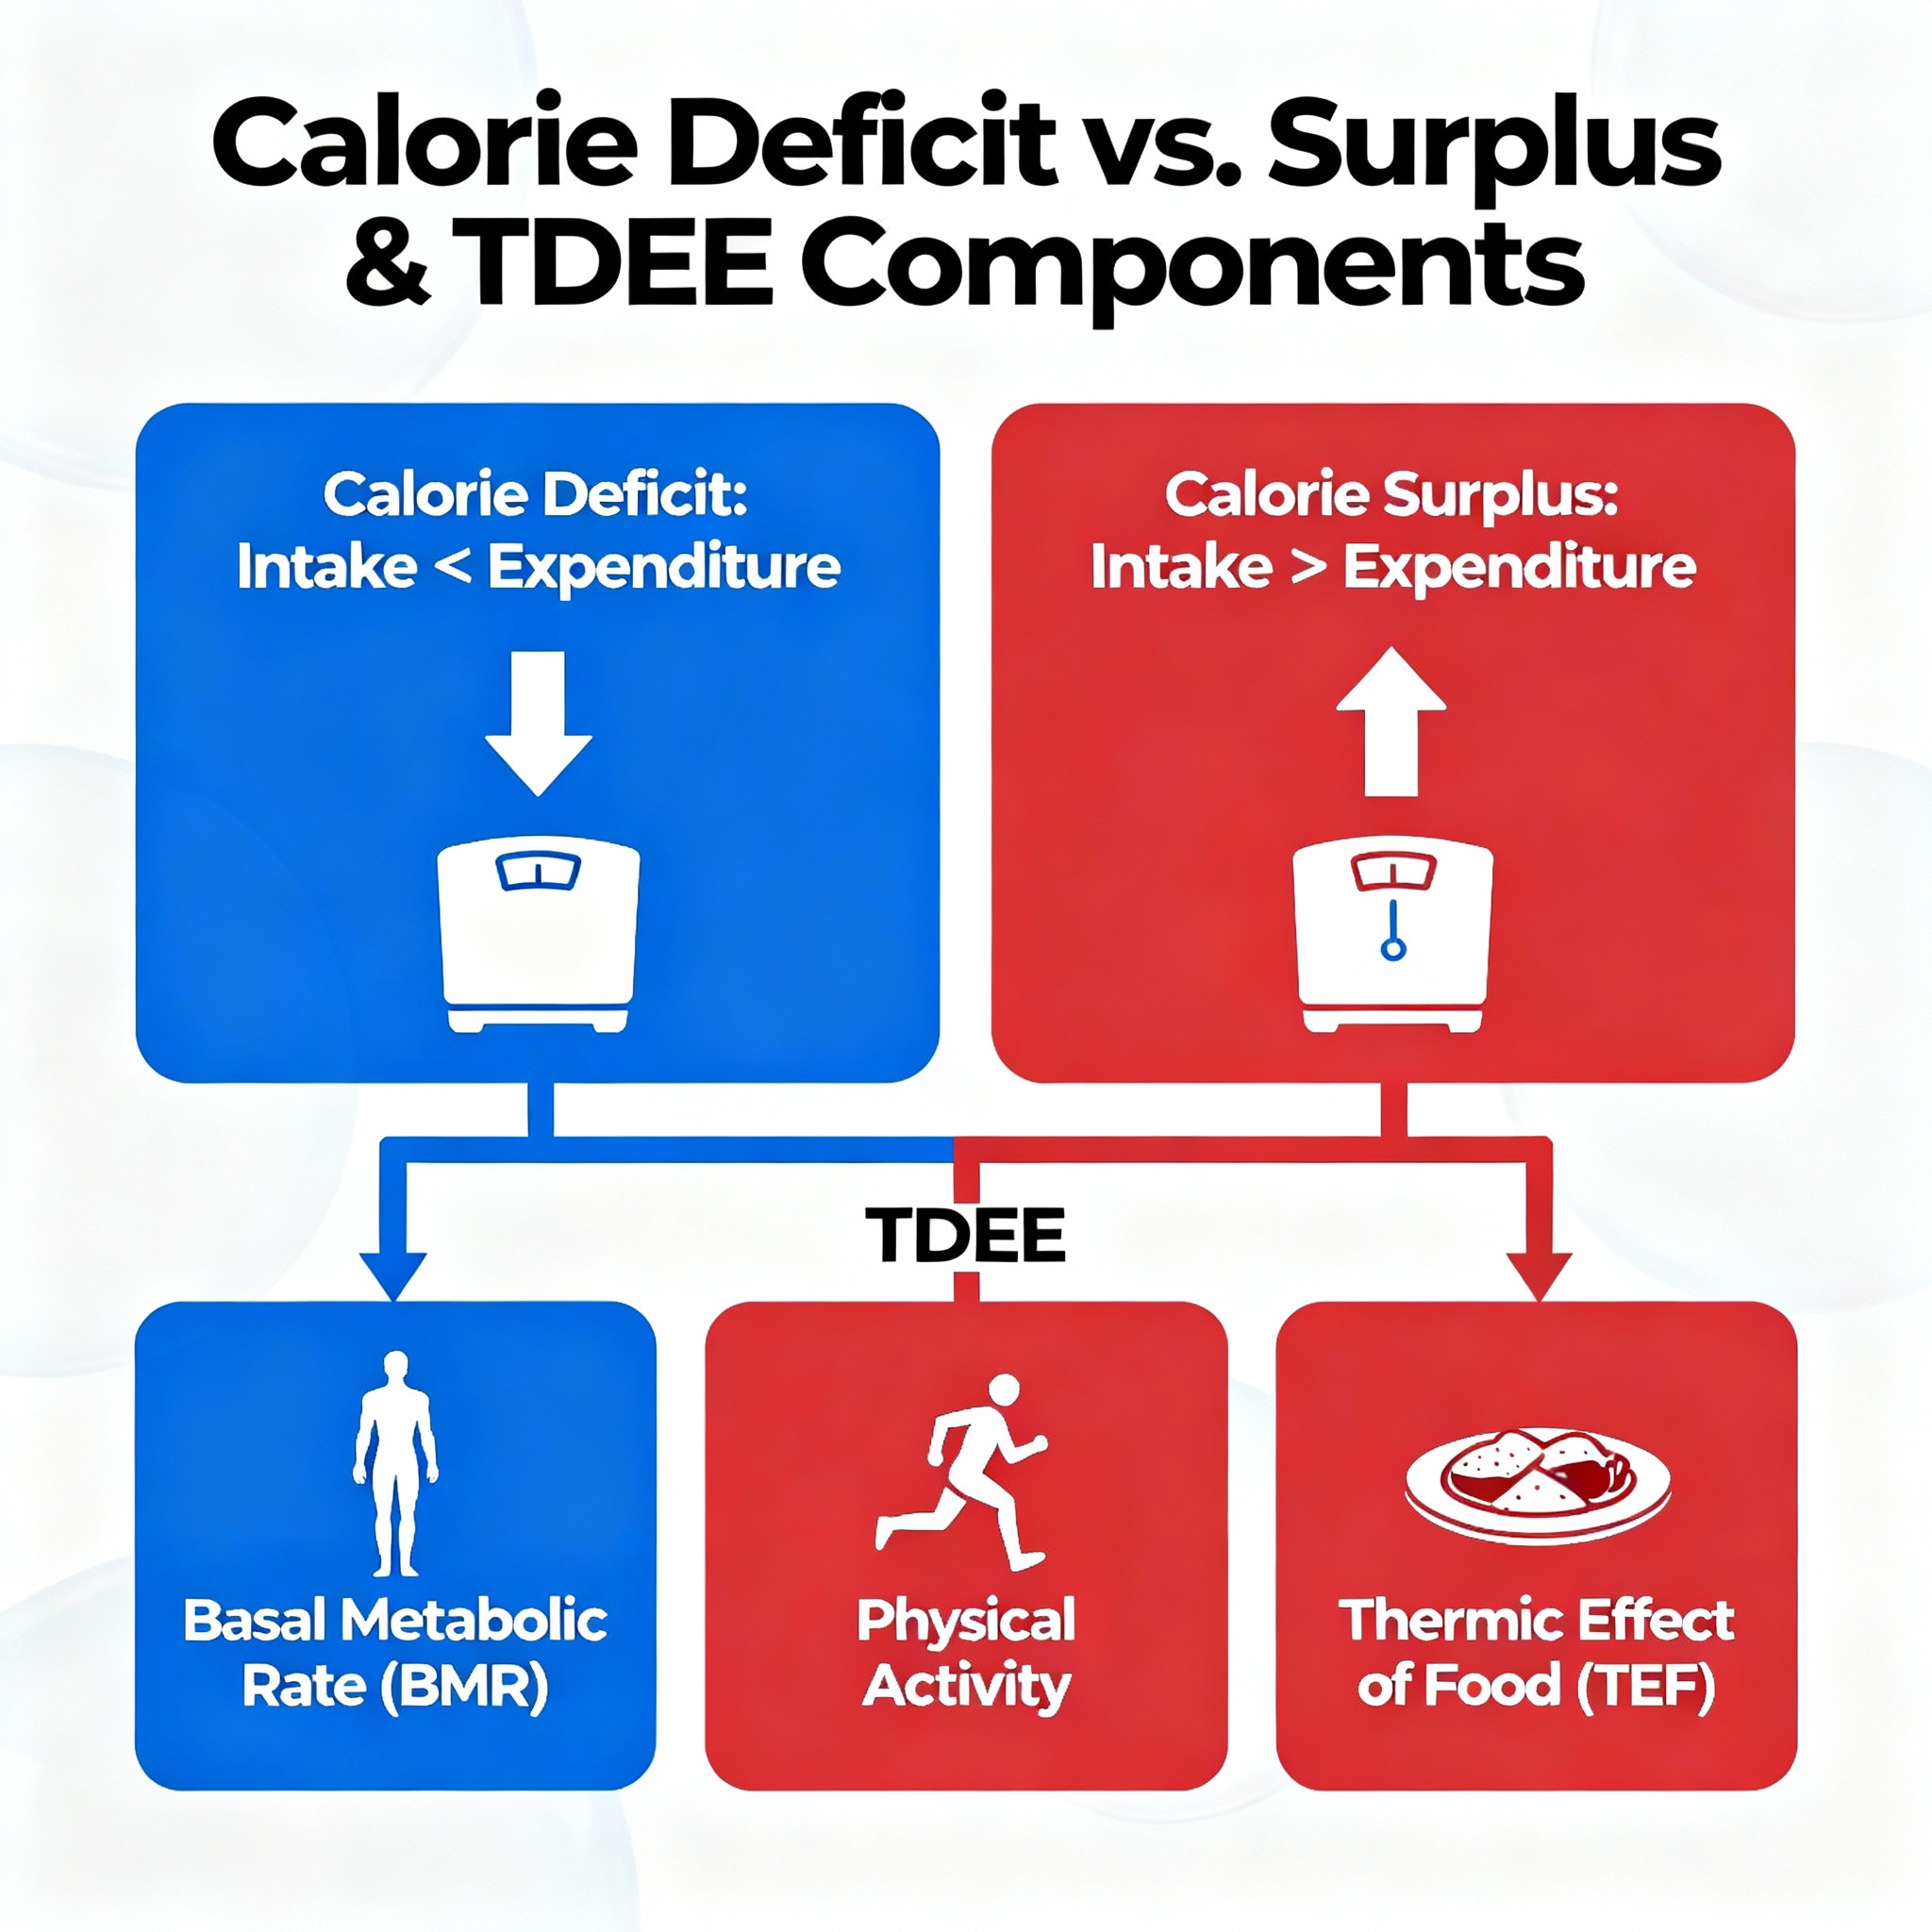 Calorie Deficit vs. Surplus
& TDEE Components
Calorie Deficit:
Intake < Expenditure
Calorie Surplus:
Intake > Expenditure
TDEE
Basal Metabolic
Rate (BMR)
Physical
Activity
Thermic Effect
of Food (TEF)